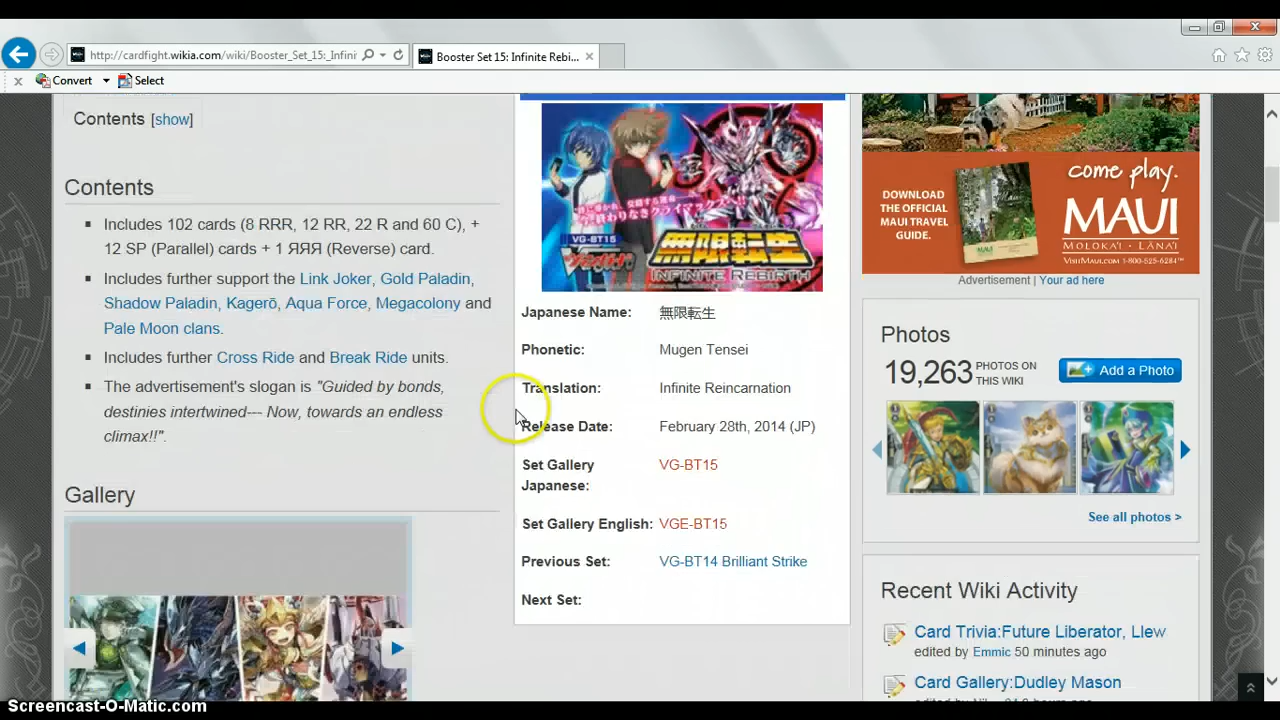 http://cardfight.wikia.com/wiki/Booster_Set_15:_Infini
Booster Set 15: Infinite Rebi...
Convert
Select
Contents [show]
Contents
Includes 102 cards (8 RRR, 12 RR, 22 R and 60 C), +
12 SP (Parallel) cards + 1 ЯЯЯ (Reverse) card.
Includes further support the Link Joker, Gold Paladin,
Shadow Paladin, Kagerō, Aqua Force, Megacolony and
Pale Moon clans.
Includes further Cross Ride and Break Ride units.
The advertisement's slogan is "Guided by bonds,
destinies intertwined--- Now, towards an endless
climax!!".
Gallery
VG-BT15
無限転生
INFINITE REBIRTH
Japanese Name: 無限転生
Phonetic: Mugen Tensei
Translation: Infinite Reincarnation
Release Date: February 28th, 2014 (JP)
Set Gallery Japanese: VG-BT15
Set Gallery English: VGE-BT15
Previous Set: VG-BT14 Brilliant Strike
Next Set:
come play.
DOWNLOAD
THE OFFICIAL
MAUI TRAVEL
GUIDE.
MAUI
MOLOKA'I · LĀNA'I
VISITMAUI.COM 1-800-525-6284
Advertisement | Your ad here
Photos
19,263 PHOTOS ON THIS WIKI
Add a Photo
See all photos >
Recent Wiki Activity
Card Trivia:Future Liberator, Llew
edited by Emmic 50 minutes ago
Card Gallery:Dudley Mason
Screencast-O-Matic.com